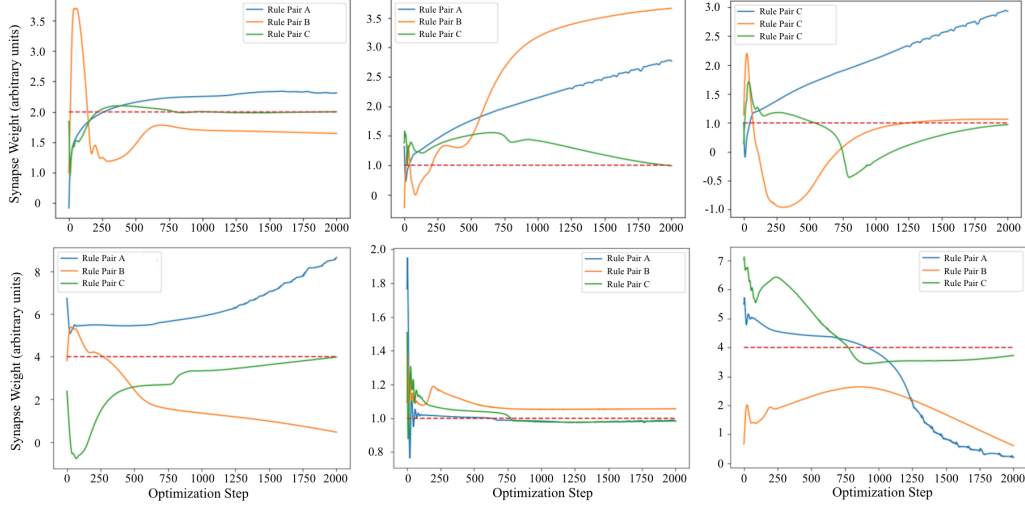 Synapse Weight (arbitrary units)
3.5
3.0
2.5
2.0
1.5
1.0
0
Rule Pair A
Rule Pair B
Rule Pair C
0 250 500 750 1000 1250 1500 1750 2000
3.5
3.0
2.5
2.0
1.5
1.0
0
Rule Pair A
Rule Pair B
Rule Pair C
0 250 500 750 1000 1250 1500 1750 2000
3.0
2.5
2.0
1.0
0
-0.5
-1.0
Rule Pair C
Rule Pair C
Rule Pair C
0 250 500 750 1000 1250 1500 1750 2000
Synapse Weight (arbitrary units)
8
6
4
2
0
Rule Pair A
Rule Pair B
Rule Pair C
0 250 500 750 1000 1250 1500 1750 2000
Optimization Step
2.0
1.8
1.6
1.4
1.2
1.0
0.8
Rule Pair A
Rule Pair B
Rule Pair C
0 250 500 750 1000 1250 1500 1750 2000
Optimization Step
7
6
5
4
3
2
1
0
Rule Pair A
Rule Pair B
Rule Pair C
0 250 500 750 1000 1250 1500 1750 2000
Optimization Step